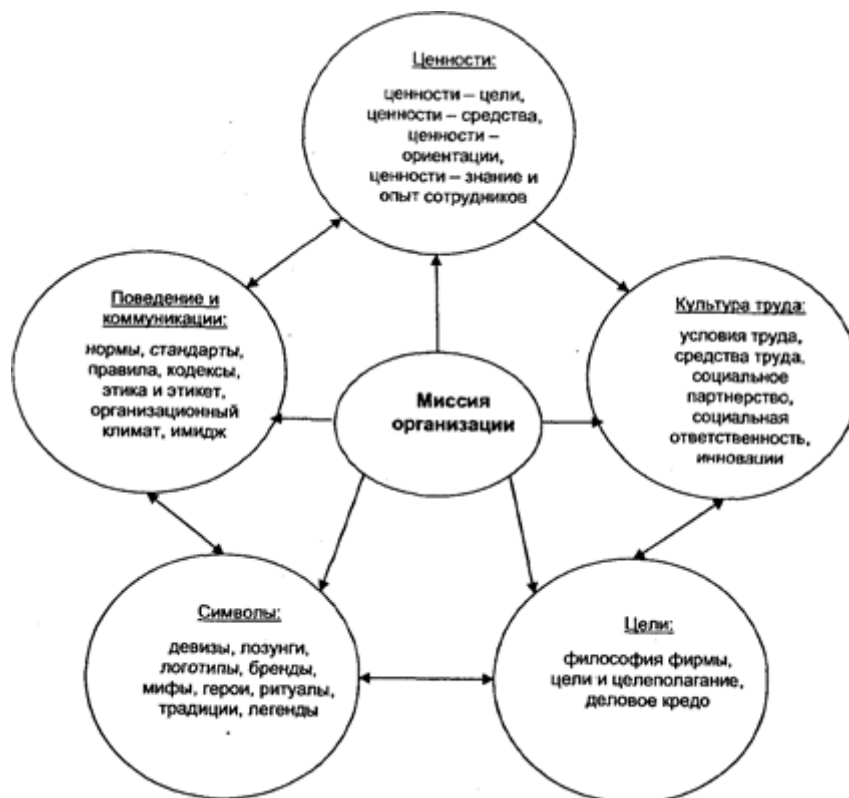 Ценности:
ценности – цели,
ценности – средства,
ценности –
ориентации,
ценности – знание и
опыт сотрудников
Поведение и
коммуникации:
нормы, стандарты,
правила, кодексы,
этика и этикет,
организационный
климат, имидж
Культура труда:
условия труда,
средства труда,
социальное
партнерство,
социальная
ответственность,
инновации
Миссия
организации
Символы:
девизы, лозунги,
логотипы, бренды,
мифы, герои, ритуалы,
традиции, легенды
Цели:
философия фирмы,
цели и целеполагание,
деловое кредо